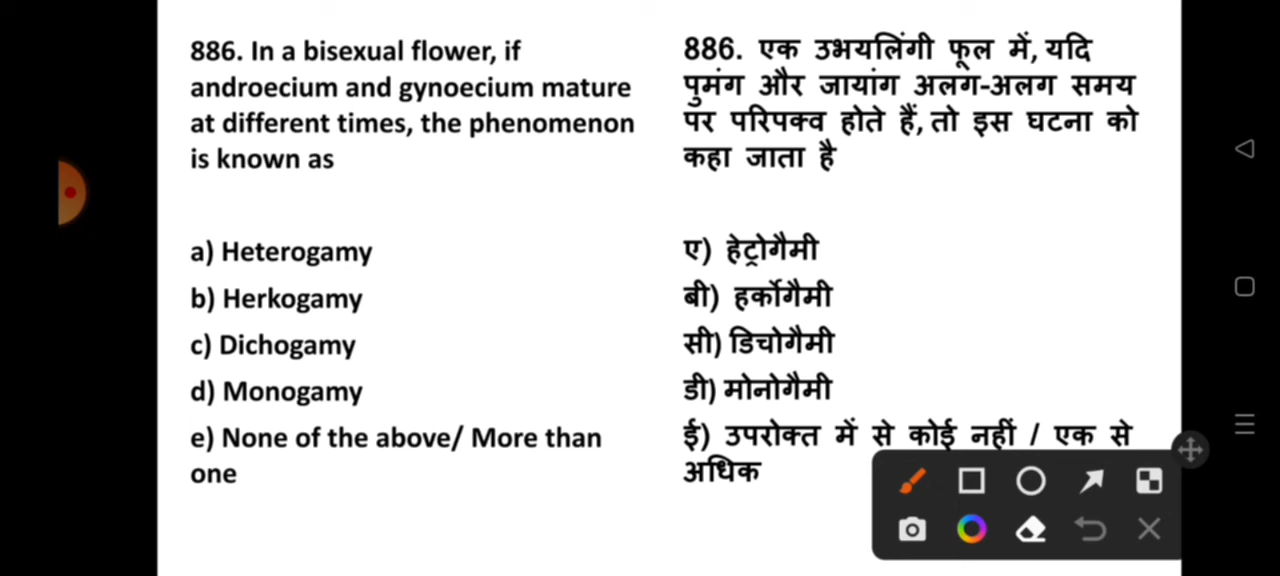 886. In a bisexual flower, if
androecium and gynoecium mature
at different times, the phenomenon
is known as
a) Heterogamy
b) Herkogamy
c) Dichogamy
d) Monogamy
e) None of the above/ More than
one
886. एक उभयलिंगी फूल में, यदि
पुमंग और जायांग अलग-अलग समय
पर परिपक्व होते हैं, तो इस घटना को
कहा जाता है
ए) हेट्रोगैमी
बी) हर्कोगैमी
सी) डिचोगैमी
डी) मोनोगैमी
ई) उपरोक्त में से कोई नहीं / एक से
अधिक